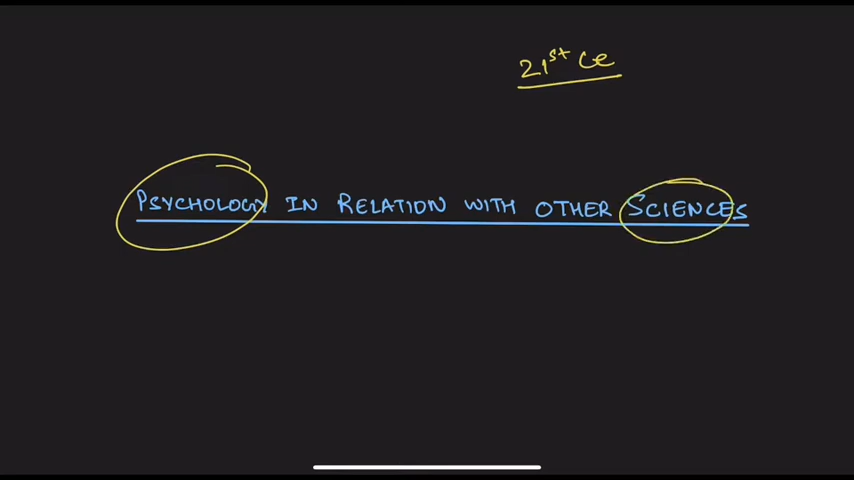 21st Ce
PSYCHOLOGY IN RELATION WITH OTHER SCIENCES